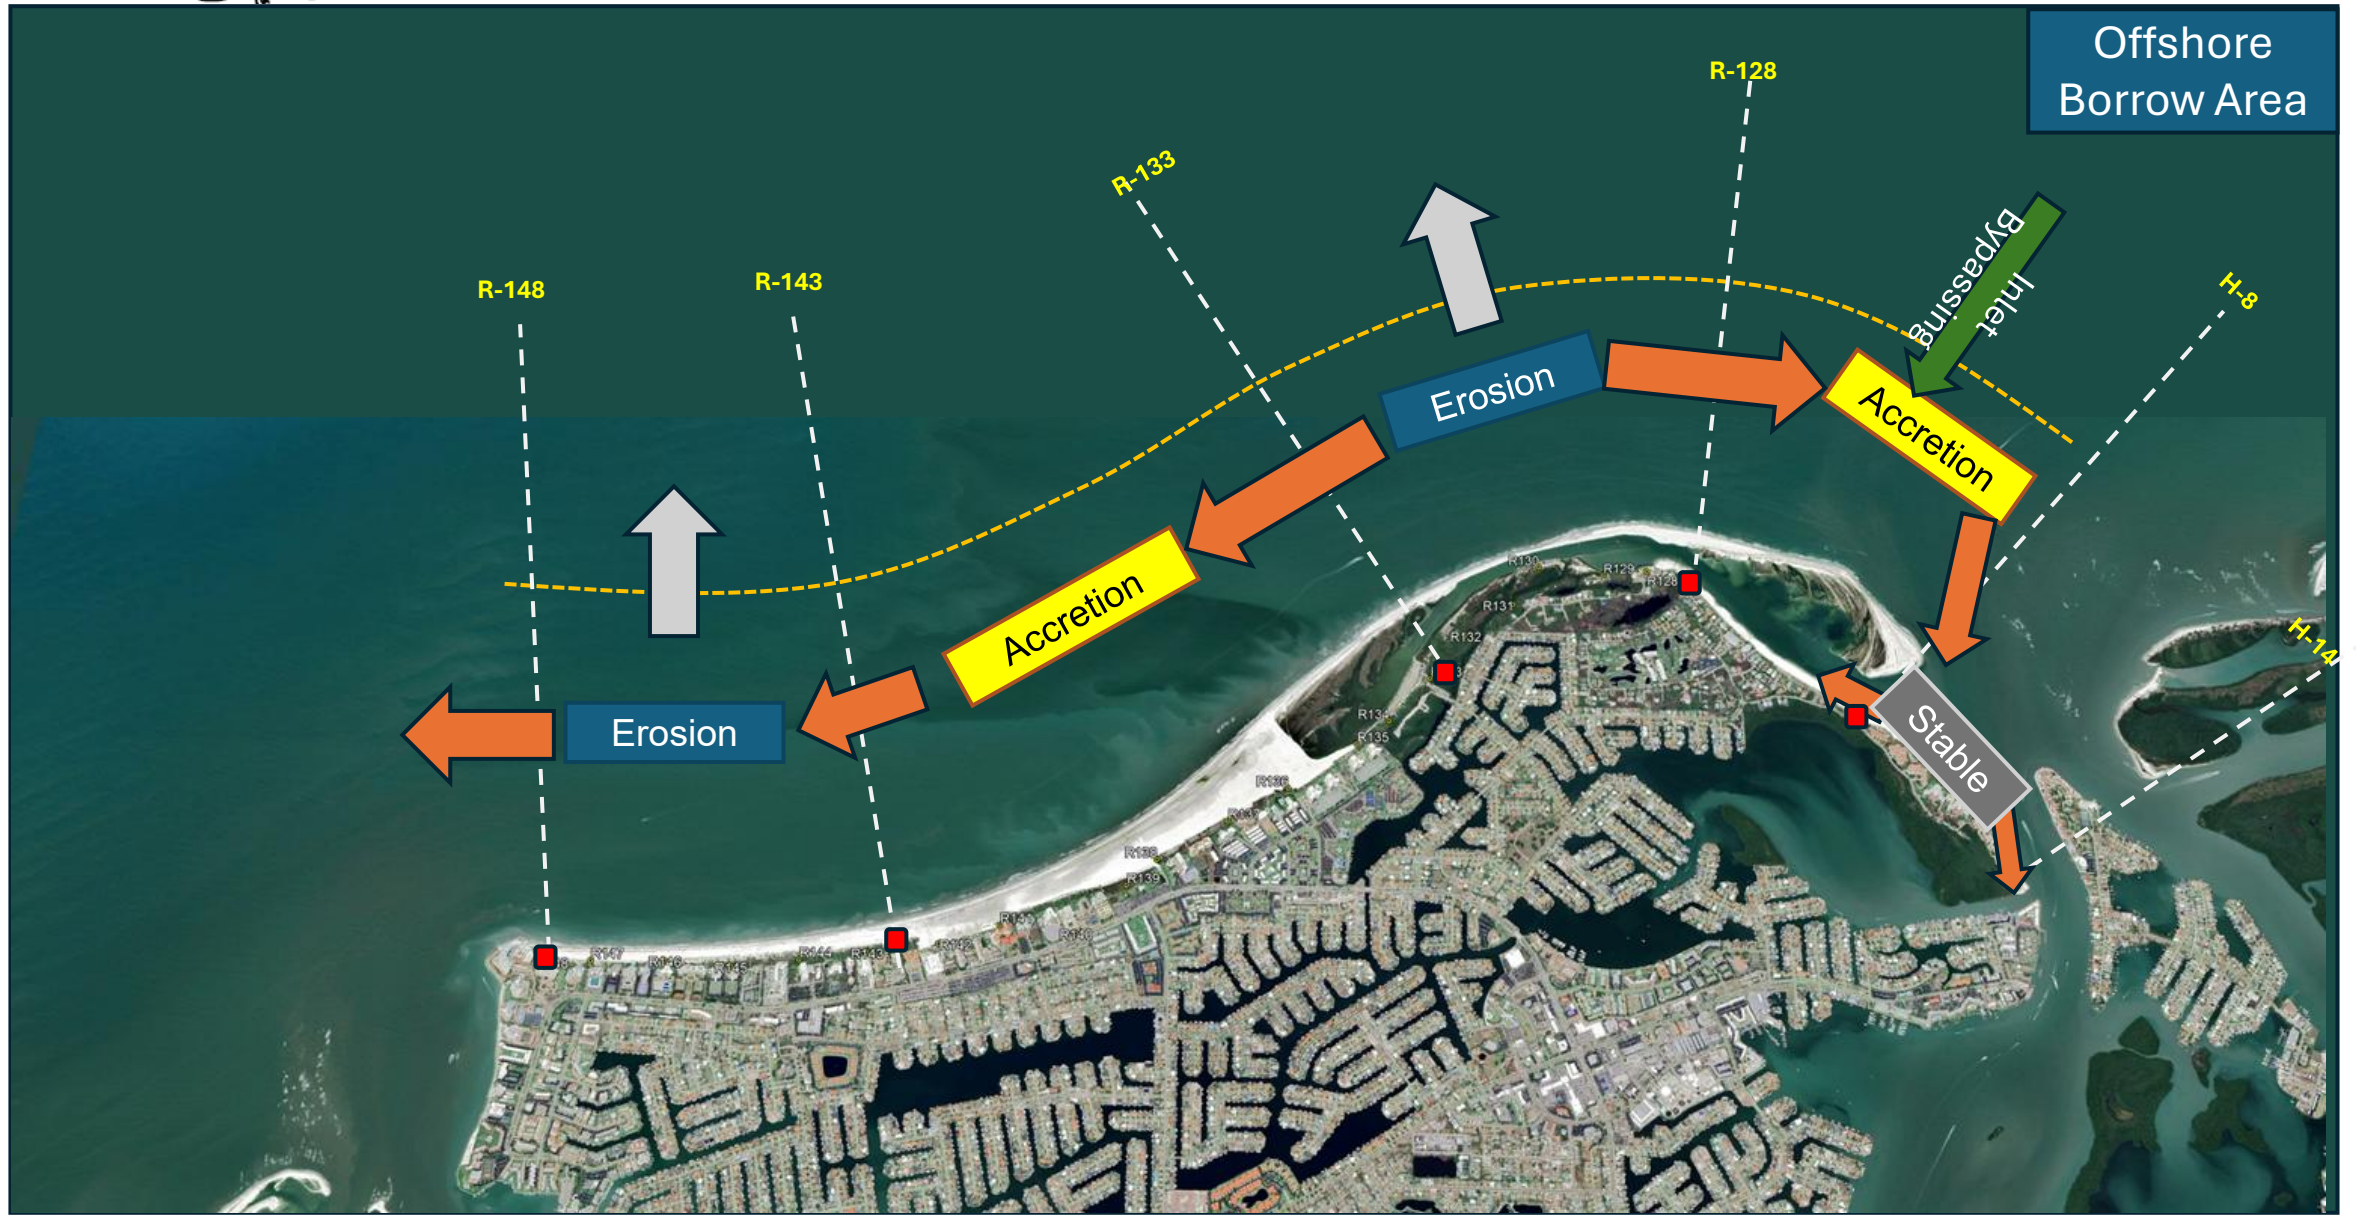 Offshore
Borrow Area
R-128
R-133
R-148
R-143
H-8
H-14
Inlet
Bypassing
Erosion
Accretion
Accretion
Erosion
Stable
R130
R129
R128
R131
R132
R134
R135
R136
R137
R138
R139
R141
R140
R142
R143
R144
R145
R146
R147